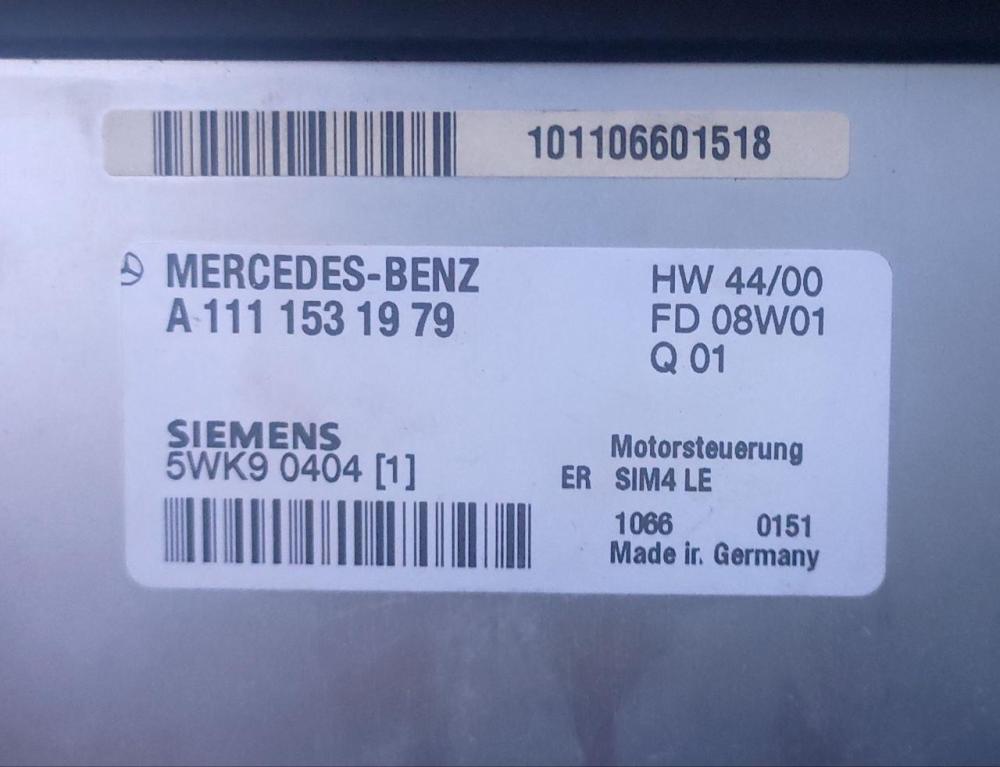 101106601518
MERCEDES-BENZ
A 111 153 19 79
HW 44/00
FD 08W01
Q 01
SIEMENS
5WK9 0404 [1]
Motorsteuerung
ER SIM4 LE
1066 0151
Made in Germany